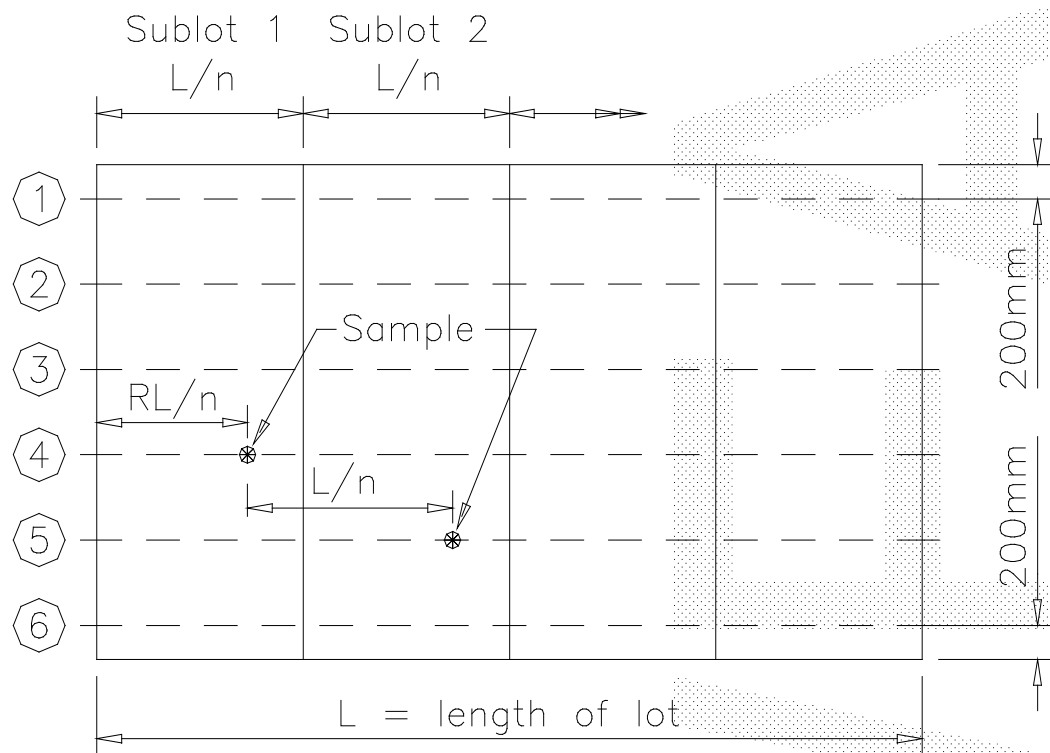 Sublot 1 Sublot 2
L/n L/n
1
2
200mm
Sample
3
RL/n
4
L/n
5
200mm
6
L = length of lot